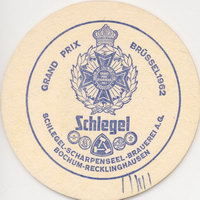 GRAND PRIX BRÜSSEL 1962
Schlegel
SCHLEGEL-SCHARPENSEEL-BRAUEREI A.G.
BOCHUM-RECKLINGHAUSEN